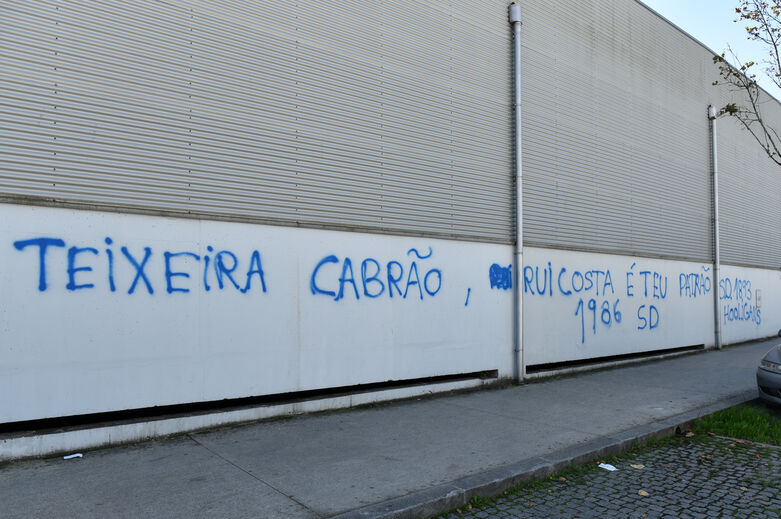 TEIXEIRA CABRÃO, RUI COSTA É TEU PATRÃO SD.1893
1986 SD HOOLIGANS